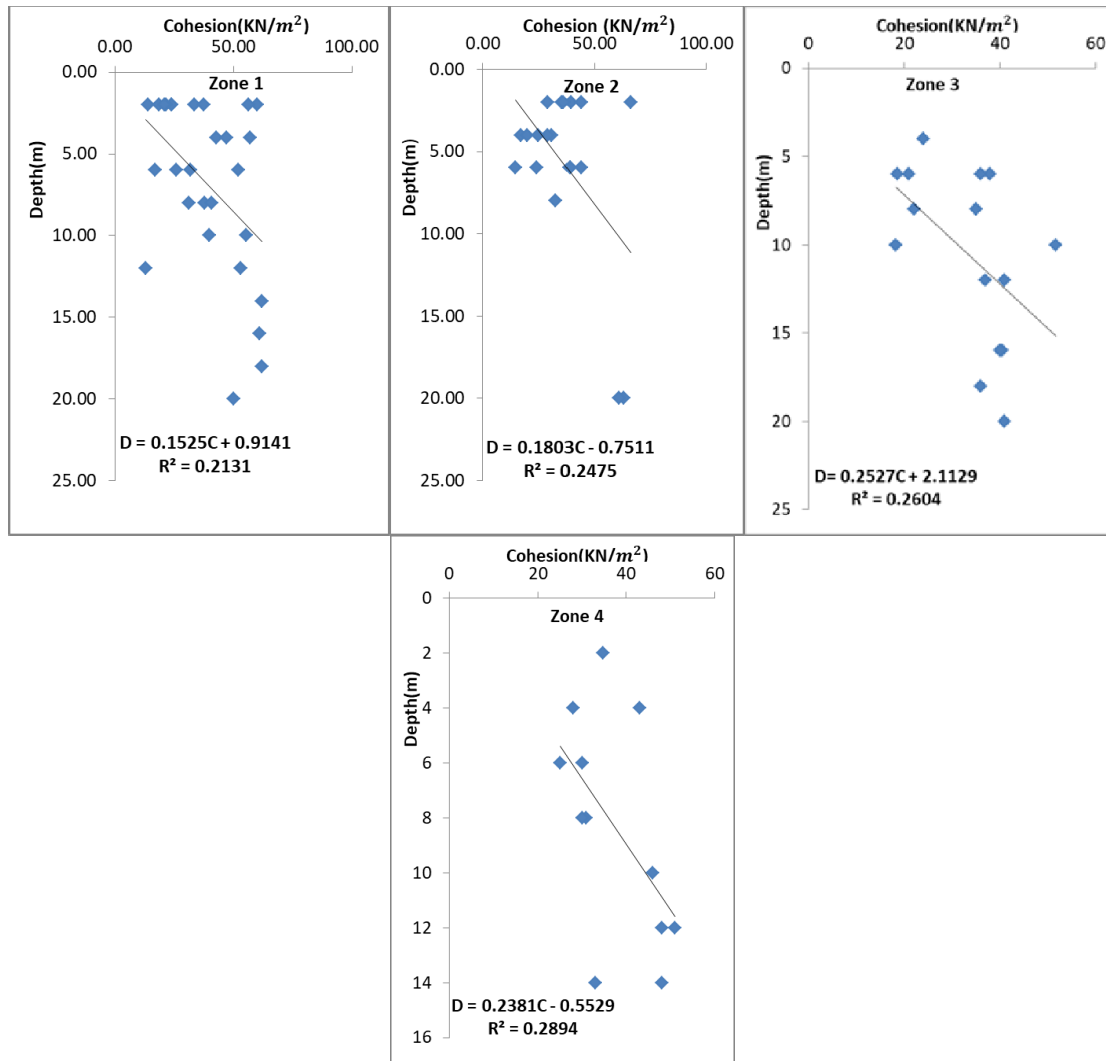 Cohesion(KN/m²)
0.00 50.00 100.00
0.00
5.00
10.00
15.00
20.00
25.00
Depth(m)
Zone 1
D = 0.1525C + 0.9141
R² = 0.2131
Cohesion (KN/m²)
0.00 50.00 100.00
0.00
5.00
10.00
15.00
20.00
25.00
Depth(m)
Zone 2
D = 0.1803C - 0.7511
R² = 0.2475
Cohesion(KN/m²)
0 20 40 60
0
5
10
15
20
25
Depth(m)
Zone 3
D= 0.2527C + 2.1129
R² = 0.2604
Cohesion(KN/m²)
0 20 40 60
0
2
4
6
8
10
12
14
16
Depth(m)
Zone 4
D = 0.2381C - 0.5529
R² = 0.2894